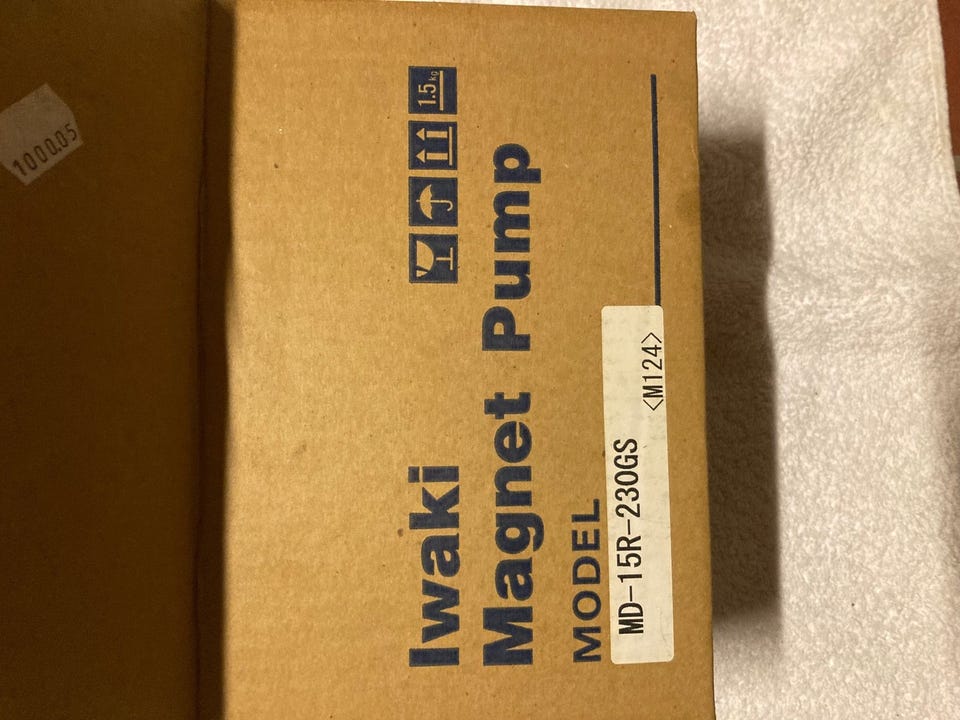 1000.05
1.5kg
Iwaki
Magnet Pump
MODEL
MD-15R-230GS
<M124>